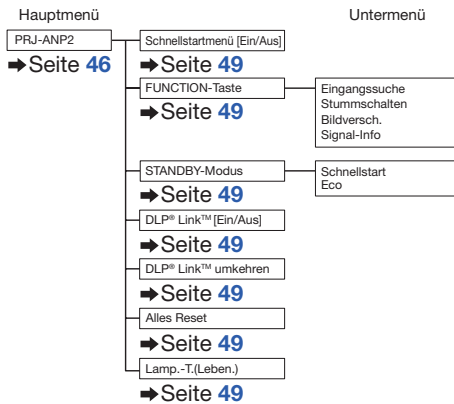 Hauptmenü
Untermenü
PRJ-ANP2
➡Seite 46
Schnellstartmenü [Ein/Aus]
➡Seite 49
FUNCTION-Taste
➡Seite 49
Eingangssuche
Stummschalten
Bildversch.
Signal-Info
STANDBY-Modus
➡Seite 49
Schnellstart
Eco
DLP® Link™ [Ein/Aus]
➡Seite 49
DLP® Link™ umkehren
➡Seite 49
Alles Reset
➡Seite 49
Lamp.-T.(Leben.)
➡Seite 49